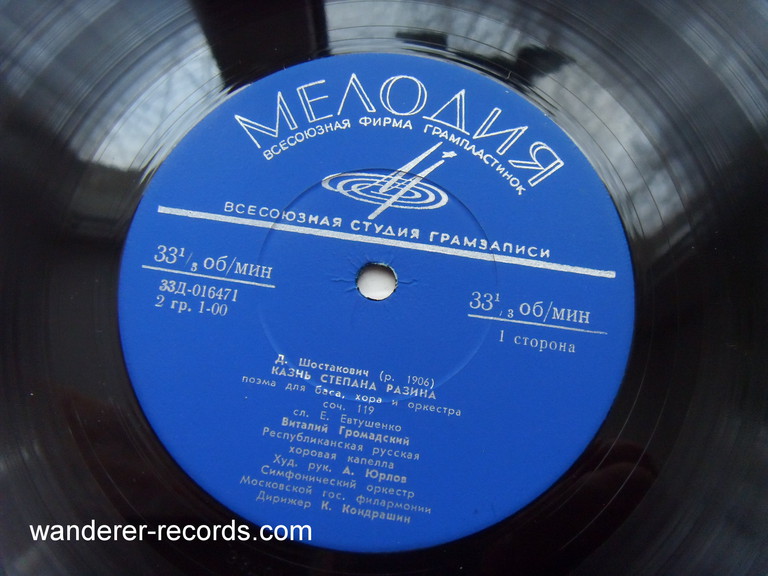 МЕЛОДИЯ
ВСЕСОЮЗНАЯ ФИРМА ГРАМПЛАСТИНОК
ВСЕСОЮЗНАЯ СТУДИЯ ГРАМЗАПИСИ
33 1/3 об/мин
33Д-016471
2 гр. 1-00
33 1/3 об/мин
1 сторона
Д. Шостакович (р. 1906)
КАЗНЬ СТЕПАНА РАЗИНА
поэма для баса, хора и оркестра
соч. 119
сл. Е. Евтушенко
Виталий Громадский
Республиканская русская
хоровая капелла
Худ. рук. А. Юрлов
Симфонический оркестр
Московской гос. филармонии
Дирижер К. Кондрашин
wanderer-records.com